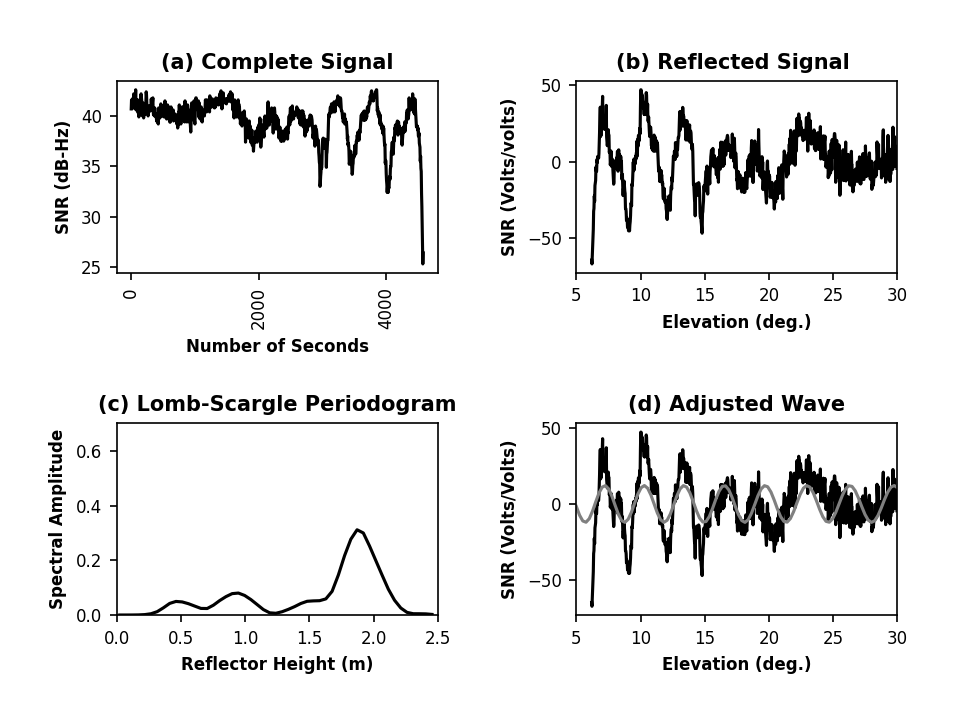 (a) Complete Signal
SNR (dB-Hz)
40
35
30
25
0
2000
4000
Number of Seconds
(b) Reflected Signal
SNR (Volts/volts)
50
0
−50
5 10 15 20 25 30
Elevation (deg.)
(c) Lomb-Scargle Periodogram
Spectral Amplitude
0.6
0.4
0.2
0.0
0.0 0.5 1.0 1.5 2.0 2.5
Reflector Height (m)
(d) Adjusted Wave
SNR (Volts/Volts)
50
0
−50
5 10 15 20 25 30
Elevation (deg.)